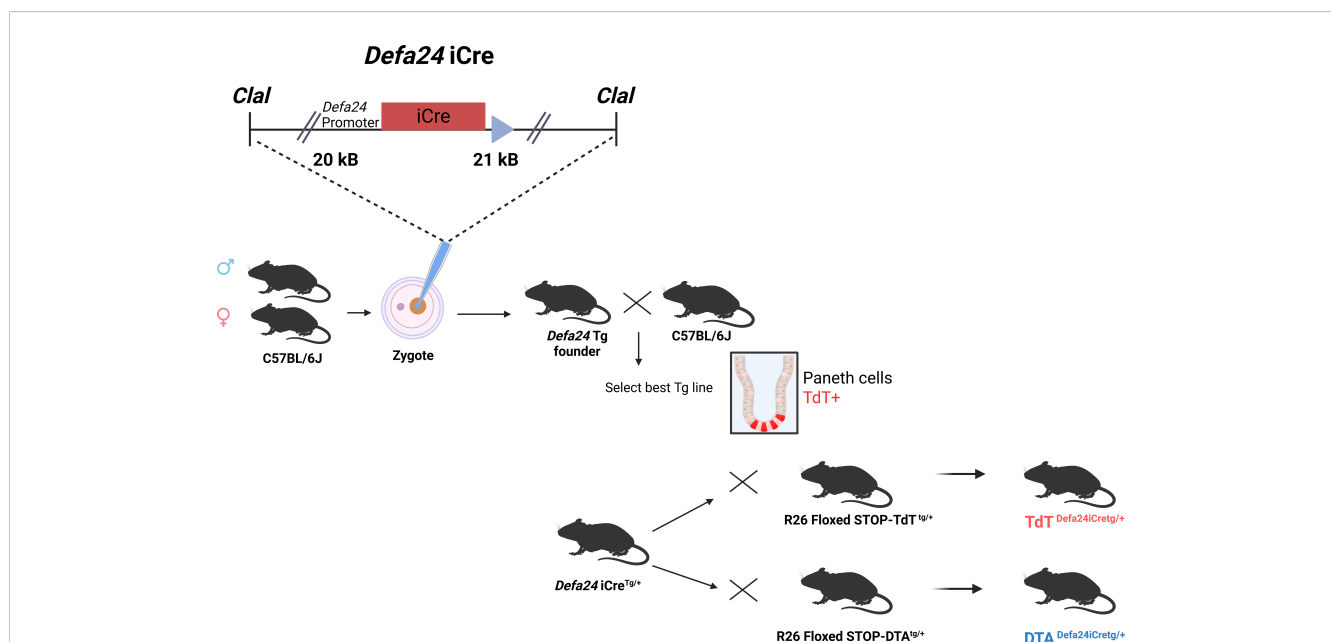 Defa24 iCre
ClaI
ClaI
Defa24
Promoter
iCre
20 kB
21 kB
♂
♀
C57BL/6J
Zygote
Defa24 Tg
founder
C57BL/6J
Select best Tg line
Paneth cells
TdT+
R26 Floxed STOP-TdT tg/+
TdT Defa24iCretg/+
Defa24 iCreTg/+
R26 Floxed STOP-DTAtg/+
DTA Defa24iCretg/+